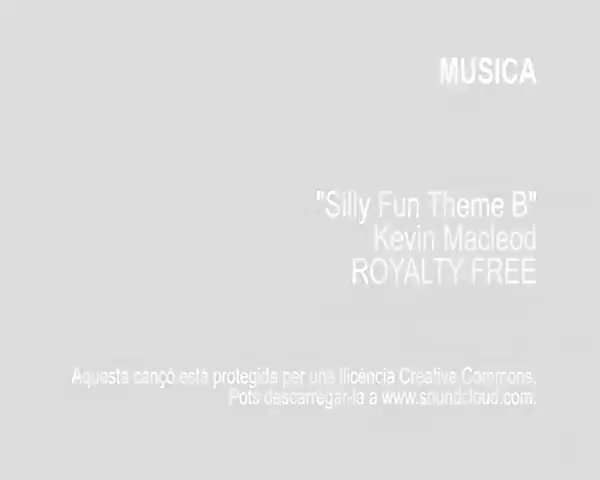 MUSICA
"Silly Fun Theme B"
Kevin Macleod
ROYALTY FREE
Aquesta cançó está protegida per una llicència Creative Commons.
Pots descarregar-la a www.soundcloud.com.